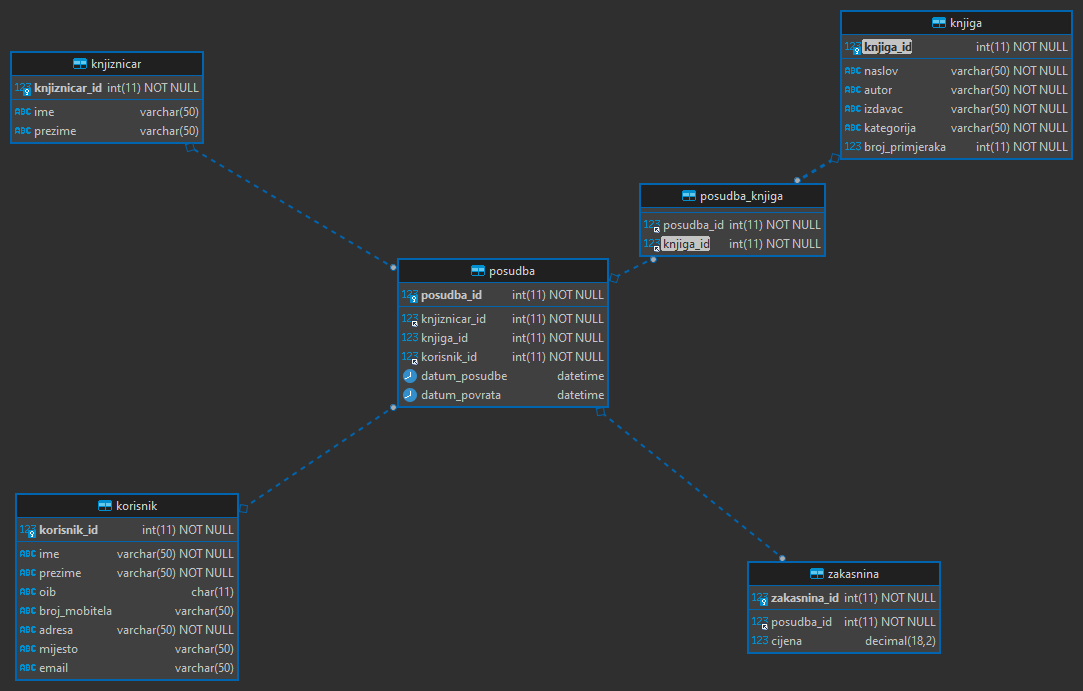 knjiznicar
123 knjiznicar_id int(11) NOT NULL
ABC ime varchar(50)
ABC prezime varchar(50)
knjiga
123 knjiga_id int(11) NOT NULL
ABC naslov varchar(50) NOT NULL
ABC autor varchar(50) NOT NULL
ABC izdavac varchar(50) NOT NULL
ABC kategorija varchar(50) NOT NULL
123 broj_primjeraka int(11) NOT NULL
posudba_knjiga
123 posudba_id int(11) NOT NULL
123 knjiga_id int(11) NOT NULL
posudba
123 posudba_id int(11) NOT NULL
123 knjiznicar_id int(11) NOT NULL
123 knjiga_id int(11) NOT NULL
123 korisnik_id int(11) NOT NULL
datum_posudbe datetime
datum_povrata datetime
korisnik
123 korisnik_id int(11) NOT NULL
ABC ime varchar(50) NOT NULL
ABC prezime varchar(50) NOT NULL
ABC oib char(11)
ABC broj_mobitela varchar(50)
ABC adresa varchar(50) NOT NULL
ABC mijesto varchar(50)
ABC email varchar(50)
zakasnina
123 zakasnina_id int(11) NOT NULL
123 posudba_id int(11) NOT NULL
123 cijena decimal(18,2)